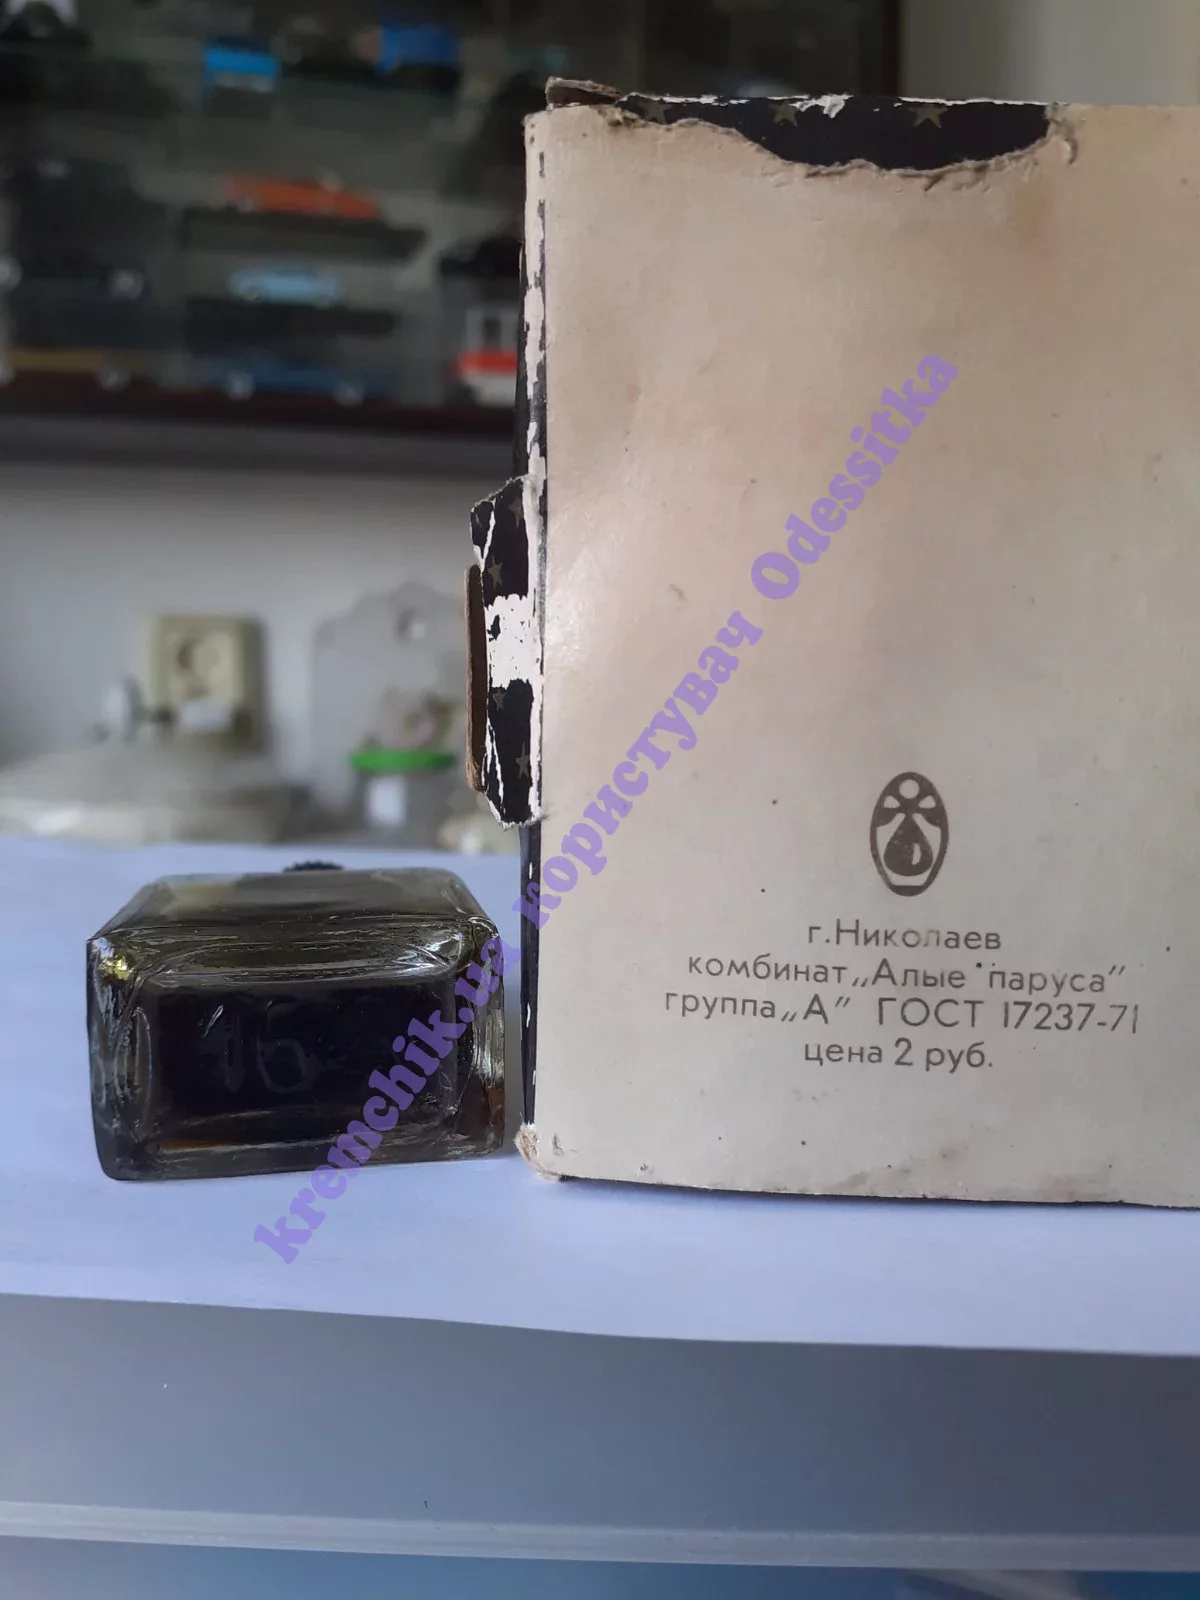 г.Николаев
комбинат„Алые паруса"
группа„А" ГОСТ 17237-71
цена 2 руб.
kremchik.ua користувач Odessitka